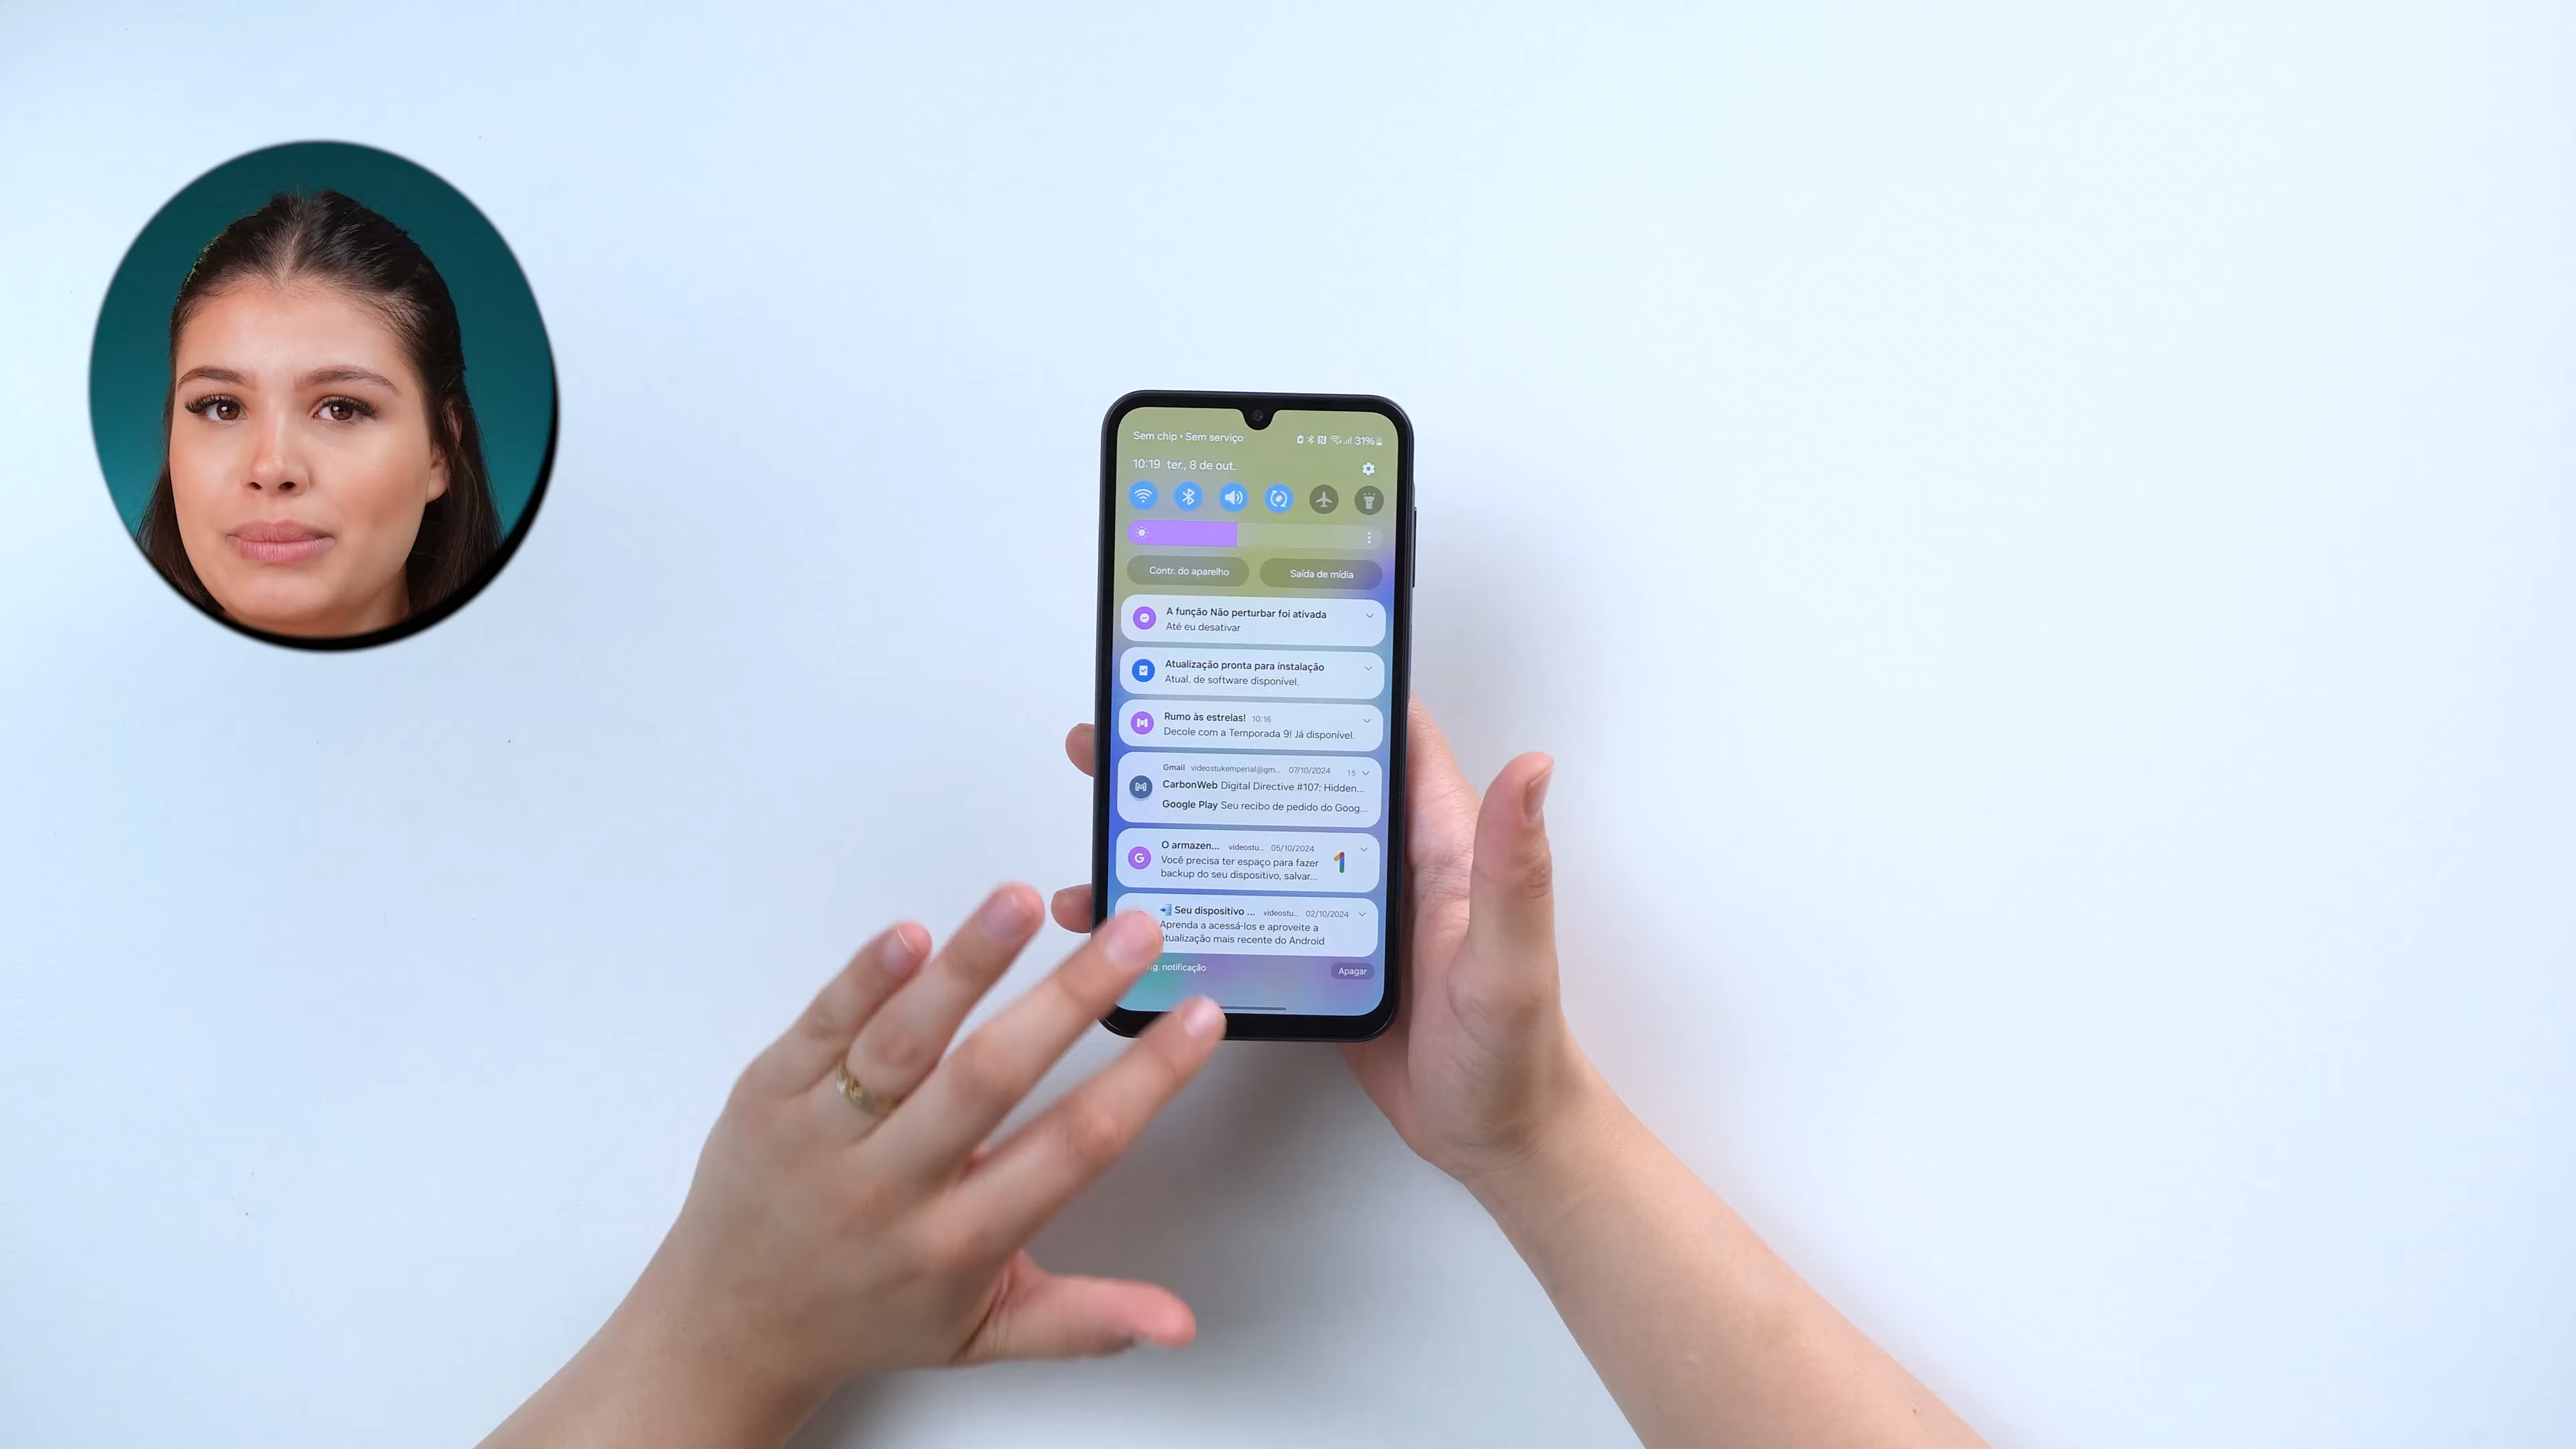 Sem chip • Sem serviço
31%
10:19 ter., 8 de out.
Contr. do aparelho
Saída de mídia
A função Não perturbar foi ativada
Até eu desativar
Atualização pronta para instalação
Atual. de software disponível.
Rumo às estrelas! 10:16
Decole com a Temporada 9! Já disponível.
Gmail videostukemperial@gm... 07/10/2024 15
CarbonWeb Digital Directive #107: Hidden...
Google Play Seu recibo de pedido do Goog...
G
O armazen... videostu... 05/10/2024
Você precisa ter espaço para fazer
backup do seu dispositivo, salvar...
Seu dispositivo ... videostu... 02/10/2024
Aprenda a acessá-los e aproveite a
atualização mais recente do Android
notificação
Apagar